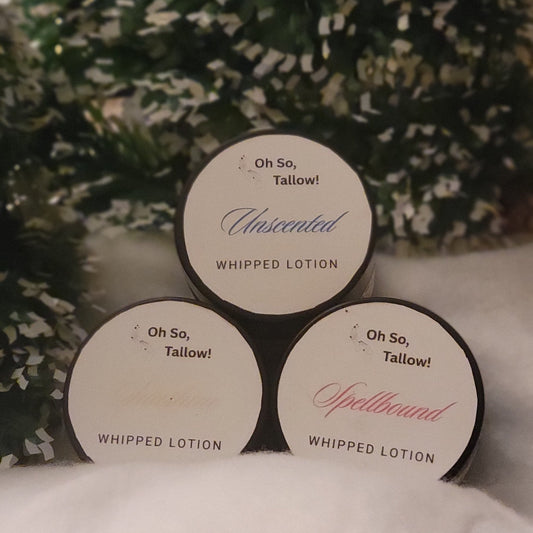 Oh So,
Tallow!
Unscented
WHIPPED LOTION
Oh So,
Tallow!
WHIPPED LOTION
Oh So,
Tallow!
Spellbound
WHIPPED LOTION